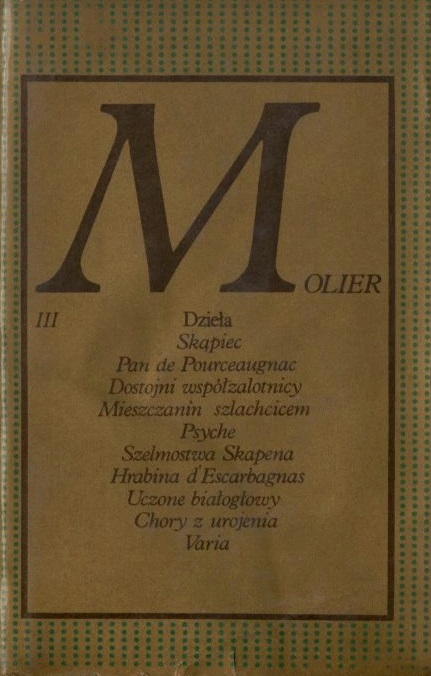 MOLIER
III
Dzieła
Skąpiec
Pan de Pourceaugnac
Dostojni współzalotnicy
Mieszczanin szlachcicem
Psyche
Szelmostwa Skapena
Hrabina d'Escarbagnas
Uczone białogłowy
Chory z urojenia
Varia